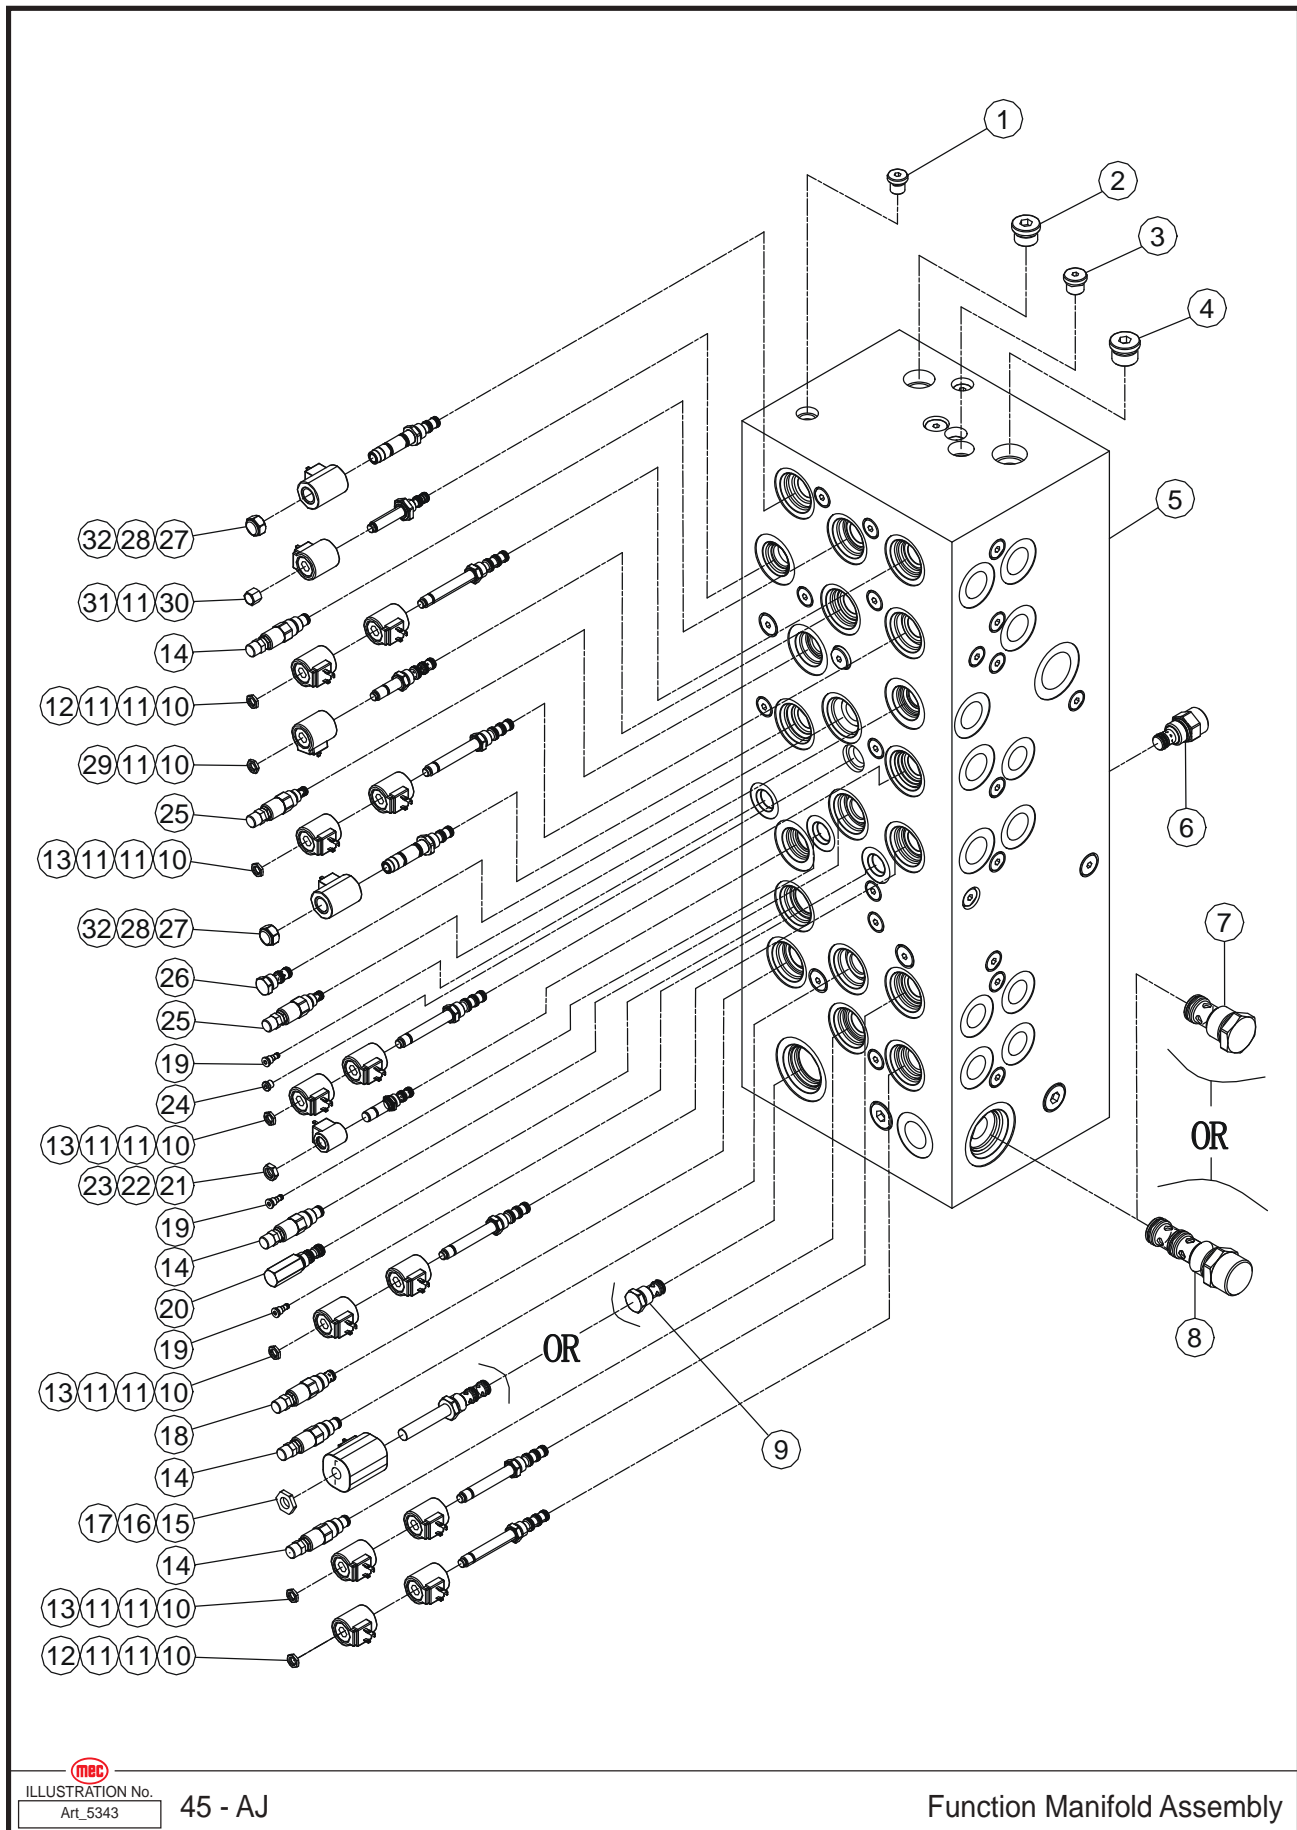 1
2
3
4
5
32 28 27
31 11 30
14
12 11 11 10
29 11 10
25
13 11 11 10
6
32 28 27
7
26
25
19
24
13 11 11 10
OR
23 22 21
19
14
20
8
19
OR
13 11 11 10
18
9
14
17 16 15
14
13 11 11 10
12 11 11 10
mec
ILLUSTRATION No.
Art_5343
45 - AJ
Function Manifold Assembly